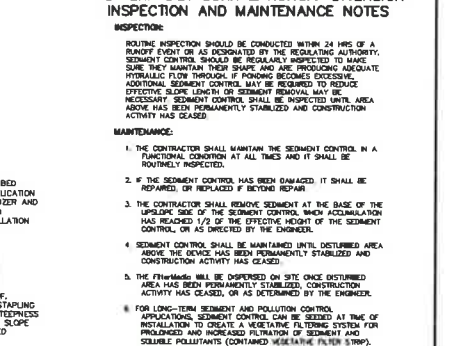 INSPECTION AND MAINTENANCE NOTES
INSPECTION:
ROUTINE INSPECTION SHOULD BE CONDUCTED WITHIN 24 HRS OF A
RUNOFF EVENT OR AS DESIGNATED BY THE REGULATING AUTHORITY.
SEDIMENT CONTROL SHOULD BE REGULARLY INSPECTED TO MAKE
SURE THEY MAINTAIN THEIR SHAPE AND ARE PRODUCING ADEQUATE
HYDRAULIC FLOW THROUGH. IF PONDING BECOMES EXCESSIVE,
ADDITIONAL SEDIMENT CONTROL MAY BE REQUIRED TO REDUCE
EFFECTIVE SLOPE LENGTH OR SEDIMENT REMOVAL MAY BE
NECESSARY. SEDIMENT CONTROL SHALL BE INSPECTED UNTIL AREA
ABOVE HAS BEEN PERMANENTLY STABILIZED AND CONSTRUCTION
ACTIVITY HAS CEASED.
MAINTENANCE:
1. THE CONTRACTOR SHALL MAINTAIN THE SEDIMENT CONTROL IN A
FUNCTIONAL CONDITION AT ALL TIMES AND IT SHALL BE
ROUTINELY INSPECTED.
2. IF THE SEDIMENT CONTROL HAS BEEN DAMAGED, IT SHALL BE
REPAIRED, OR REPLACED IF BEYOND REPAIR
3. THE CONTRACTOR SHALL REMOVE SEDIMENT AT THE BASE OF THE
UPSLOPE SIDE OF THE SEDIMENT CONTROL WHEN ACCUMULATION
HAS REACHED 1/2 OF THE EFFECTIVE HEIGHT OF THE SEDIMENT
CONTROL, OR AS DIRECTED BY THE ENGINEER.
4. SEDIMENT CONTROL SHALL BE MAINTAINED UNTIL DISTURBED AREA
ABOVE THE DEVICE HAS BEEN PERMANENTLY STABILIZED AND
CONSTRUCTION ACTIVITY HAS CEASED
5. THE FilterMedia WILL BE DISPERSED ON SITE ONCE DISTURBED
AREA HAS BEEN PERMANENTLY STABILIZED, CONSTRUCTION
ACTIVITY HAS CEASED, OR AS DETERMINED BY THE ENGINEER.
6. FOR LONG-TERM SEDIMENT AND POLLUTION CONTROL
APPLICATIONS, SEDIMENT CONTROL CAN BE SEEDED AT TIME OF
INSTALLATION TO CREATE A VEGETATIVE FILTERING SYSTEM FOR
PROLONGED AND INCREASED FILTRATION OF SEDIMENT AND
SOLUBLE POLLUTANTS (CONTAINED VEGETATIVE FILTER STRIP).
BED
LICATION
ZER AND
LLATION
F.
STAPLING
TEEPNESS
SLOPE
D